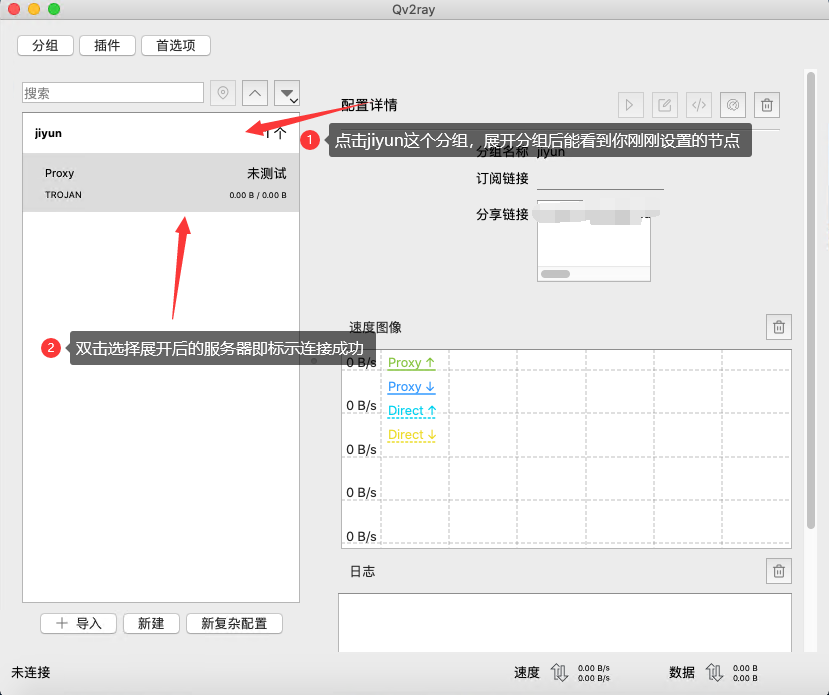 Qv2ray
分组 插件 首选项
搜索
配置详情
jiyun 1 个
1 点击jiyun这个分组，展开分组后能看到你刚刚设置的节点
分组名称 jiyun
Proxy 未测试
TROJAN 0.00 B / 0.00 B
订阅链接
分享链接
速度图像
2 双击选择展开后的服务器即标示连接成功
0 B/s Proxy ↑
Proxy ↓
0 B/s Direct ↑
Direct ↓
0 B/s
0 B/s
0 B/s
日志
＋ 导入 新建 新复杂配置
未连接 速度 0.00 B/s 数据 0.00 B
0.00 B/s 0.00 B